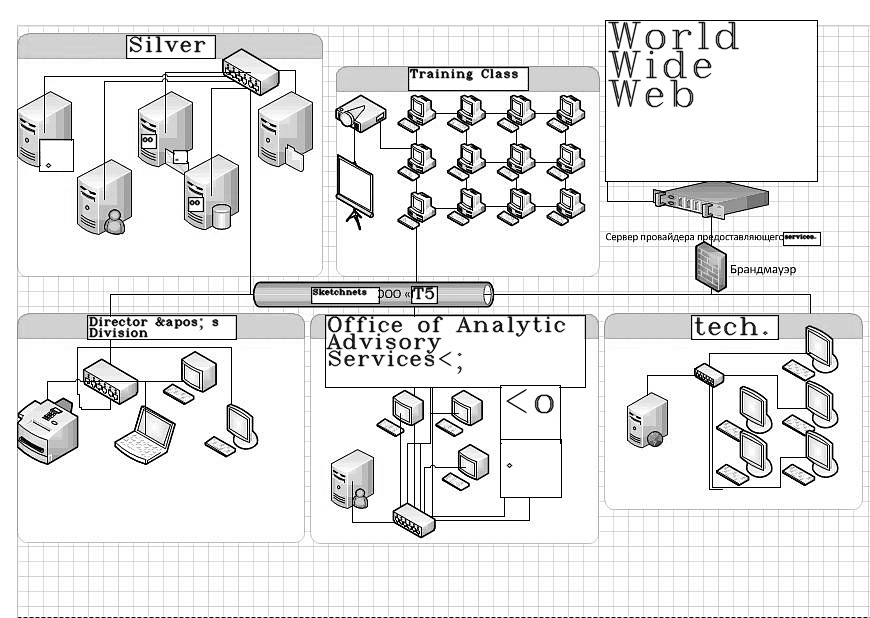 Silver
Training Class
World
Wide
Web
Сервер провайдера предоставляющего services.
Брандмауэр
Sketchnets ООО « T5
Director &apos; s
Division
Office of Analytic
Advisory
Services<;
<o
tech.